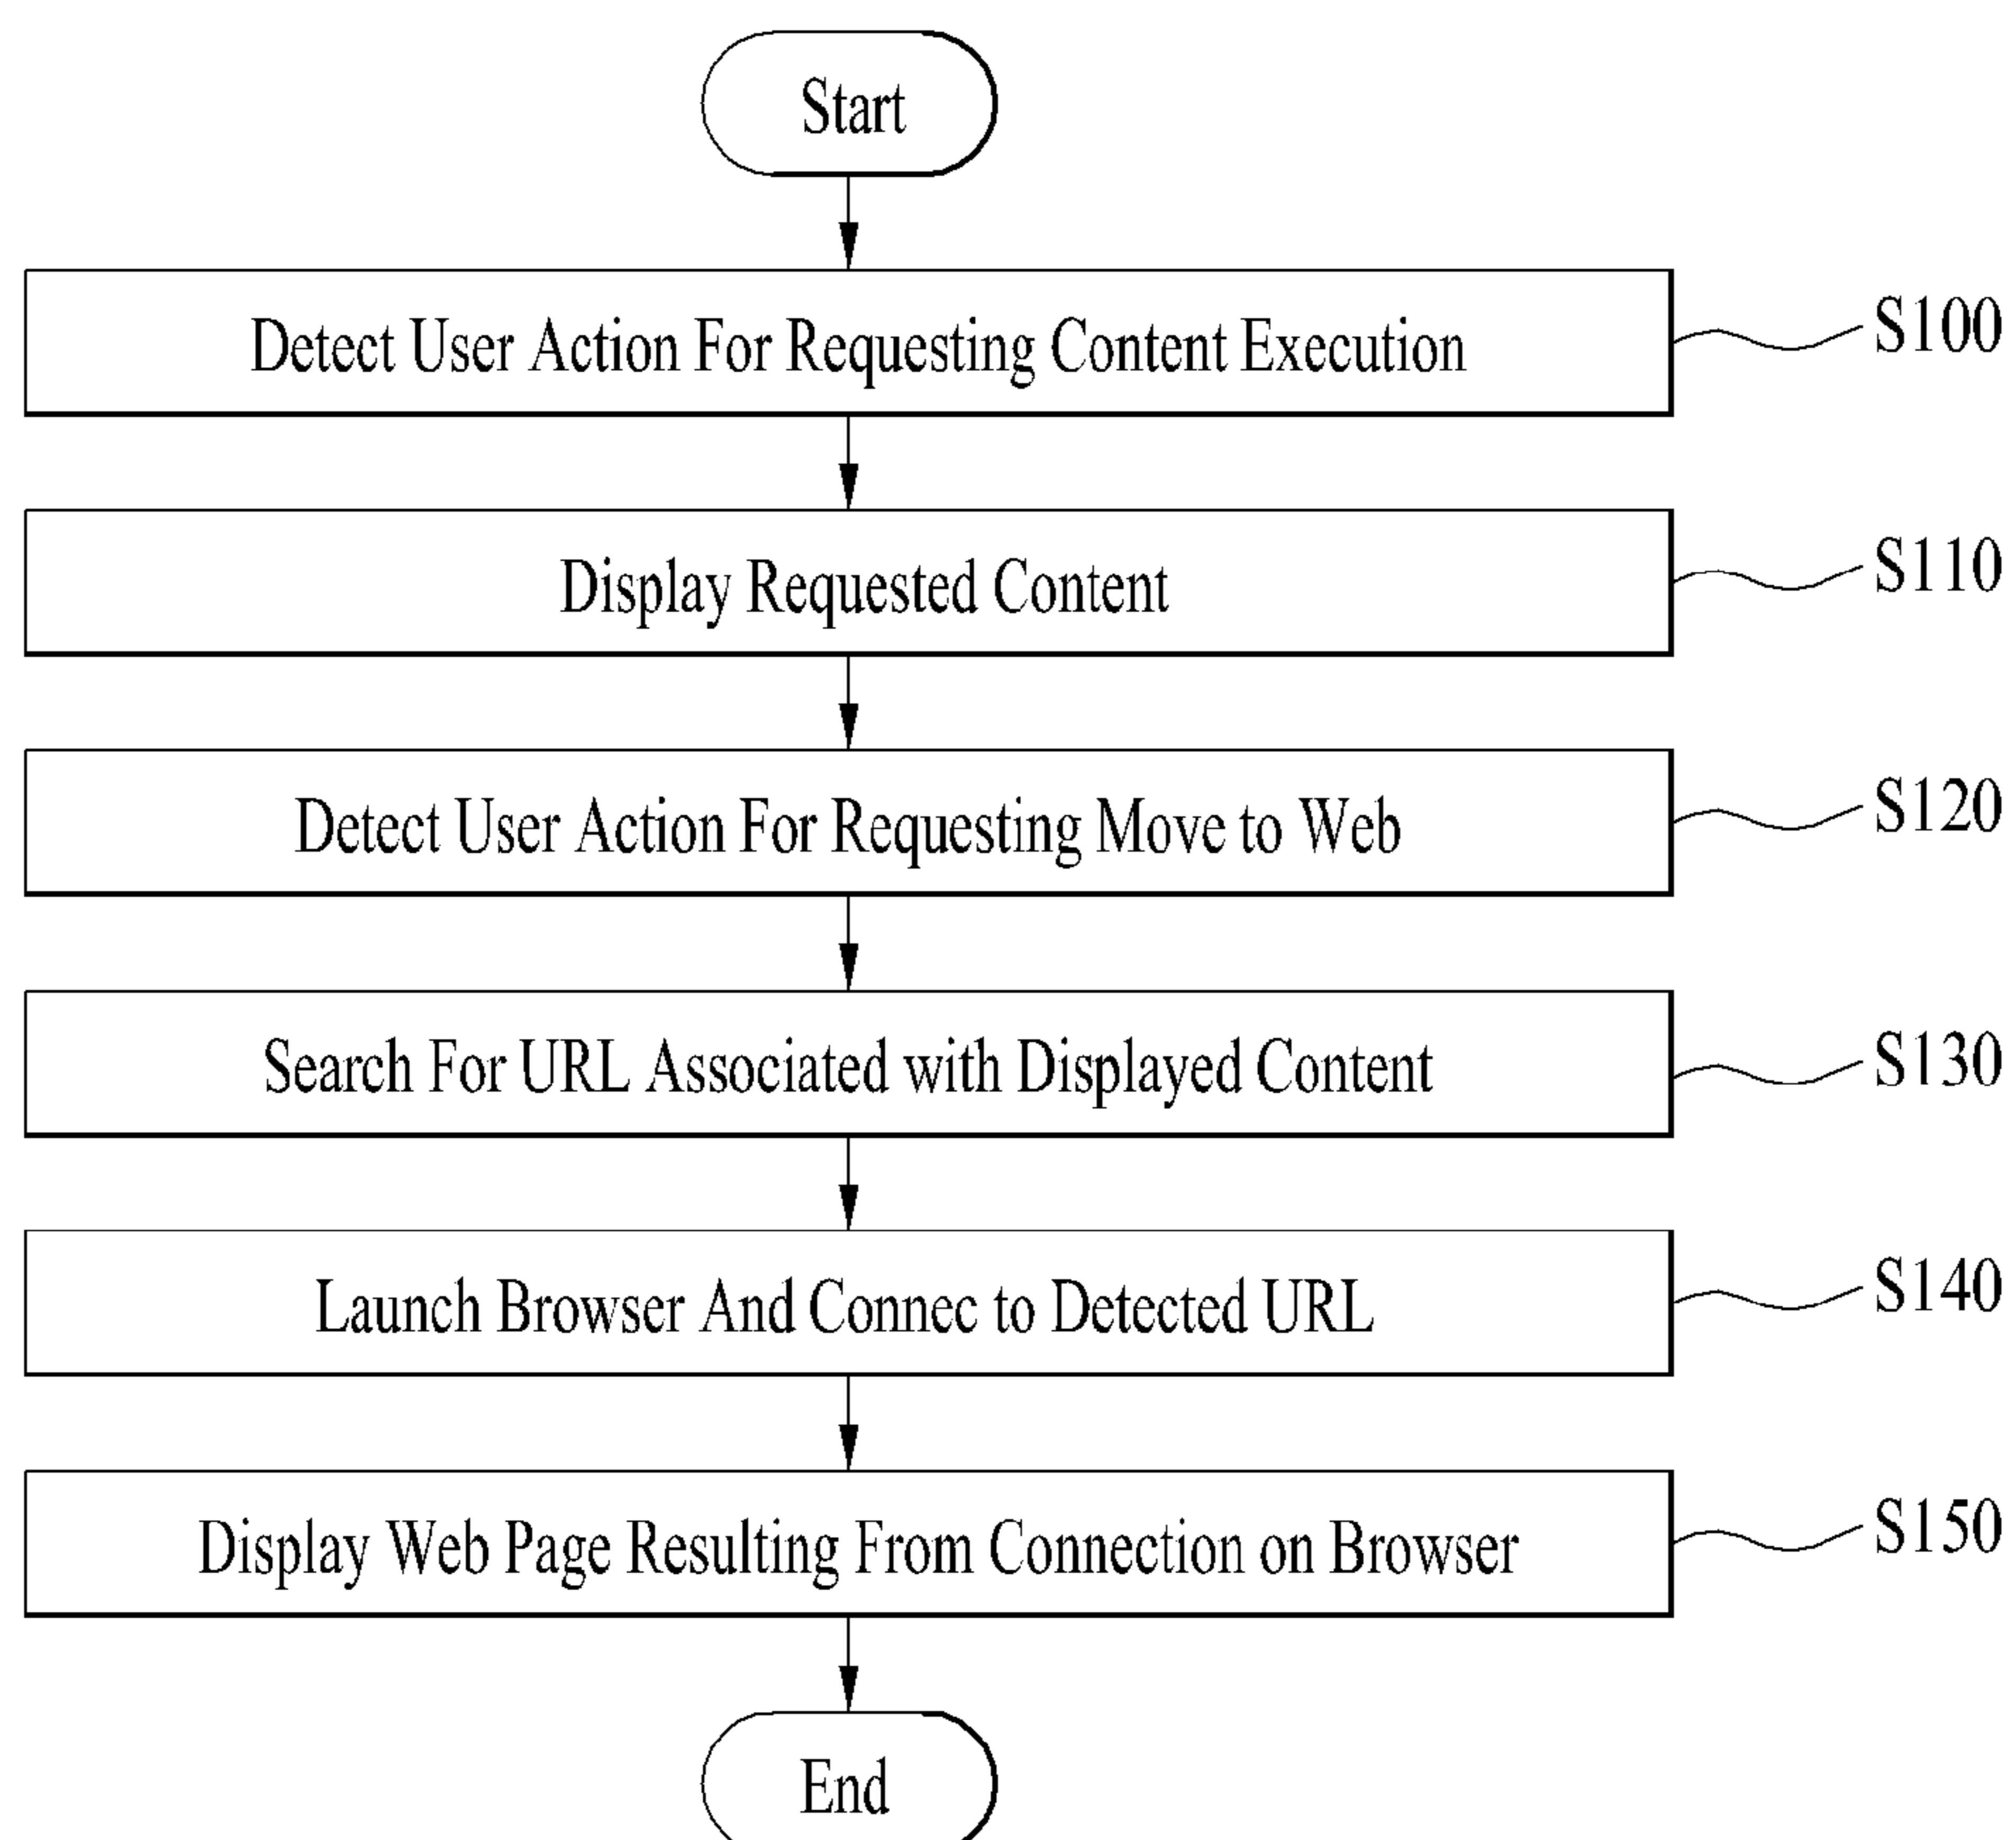 Start
Detect User Action For Requesting Content Execution
S100
Display Requested Content
S110
Detect User Action For Requesting Move to Web
S120
Search For URL Associated with Displayed Content
S130
Launch Browser And Connec to Detected URL
S140
Display Web Page Resulting From Connection on Browser
S150
End